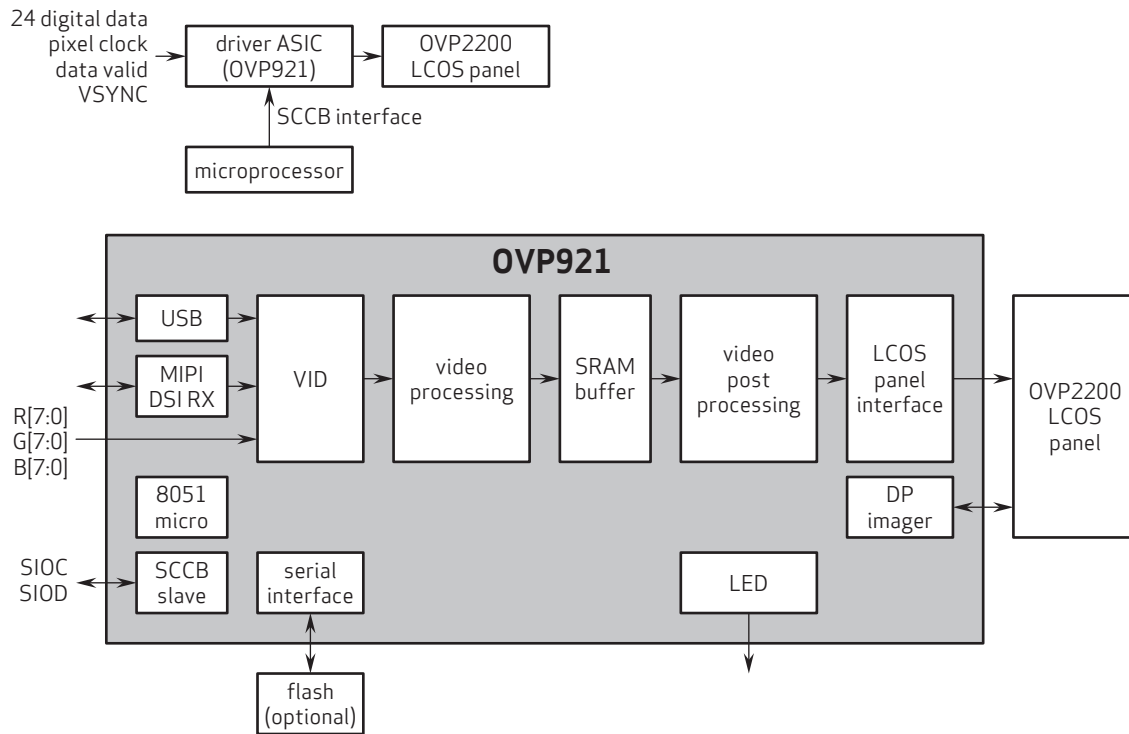 24 digital data
pixel clock
data valid
VSYNC
driver ASIC
(OVP921)
OVP2200
LCOS panel
SCCB interface
microprocessor
OVP921
USB
MIPI
DSI RX
R[7:0]
G[7:0]
B[7:0]
VID
video
processing
SRAM
buffer
video
post
processing
LCOS
panel
interface
OVP2200
LCOS
panel
8051
micro
DP
imager
SIOC
SIOD
SCCB
slave
serial
interface
LED
flash
(optional)